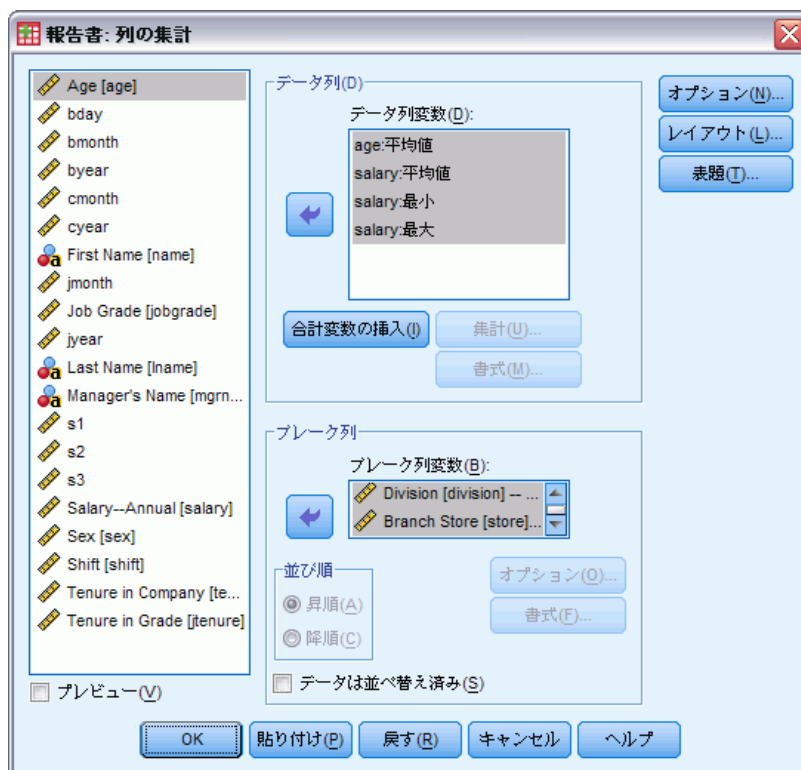 報告書: 列の集計
Age [age]
bday
bmonth
byear
cmonth
cyear
First Name [name]
jmonth
Job Grade [jobgrade]
jyear
Last Name [lname]
Manager's Name [mgrn...
s1
s2
s3
Salary--Annual [salary]
Sex [sex]
Shift [shift]
Tenure in Company [te...
Tenure in Grade [jtenure]
プレビュー(V)
データ列(D)
データ列変数(D):
age:平均値
salary:平均値
salary:最小
salary:最大
合計変数の挿入(I)
集計(U)...
書式(M)...
ブレーク列
ブレーク列変数(B):
Division [division] -- ...
Branch Store [store]...
並び順
昇順(A)
降順(C)
オプション(O)...
書式(F)...
データは並べ替え済み(S)
オプション(N)...
レイアウト(L)...
表題(T)...
OK
貼り付け(P)
戻す(R)
キャンセル
ヘルプ